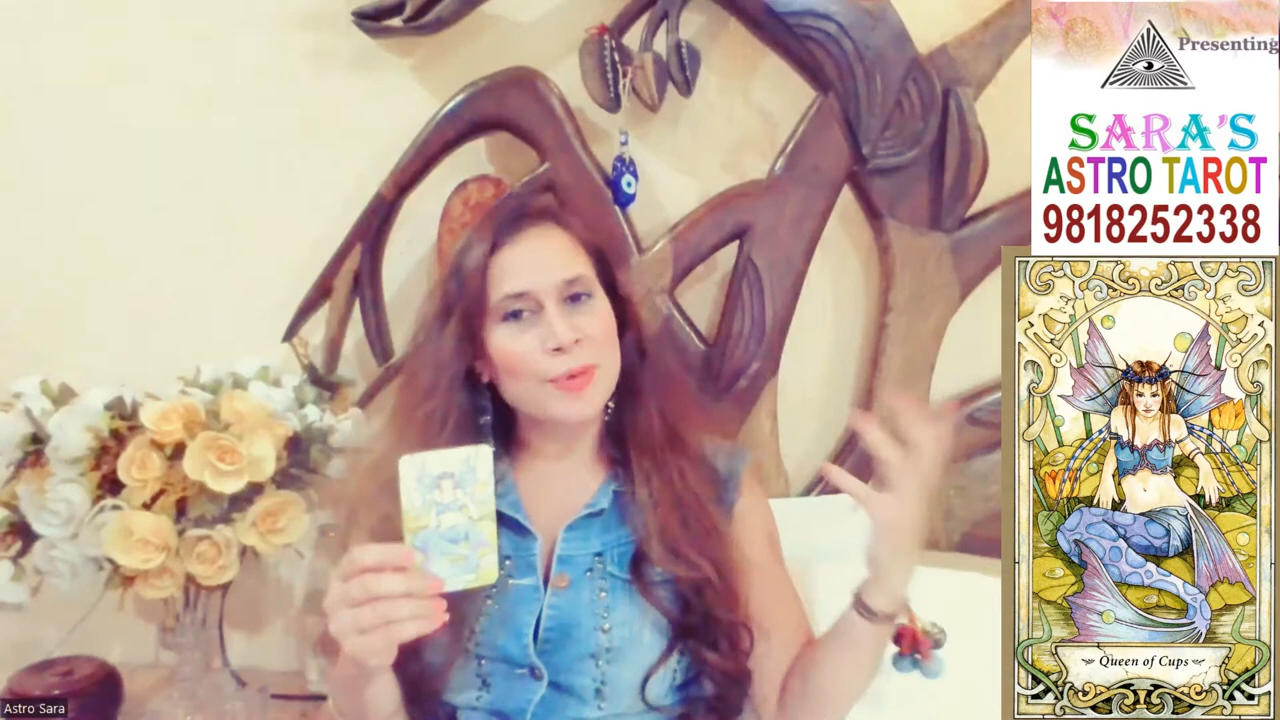 Presenting
SARA'S
ASTRO TAROT
9818252338
Queen of Cups
Astro Sara